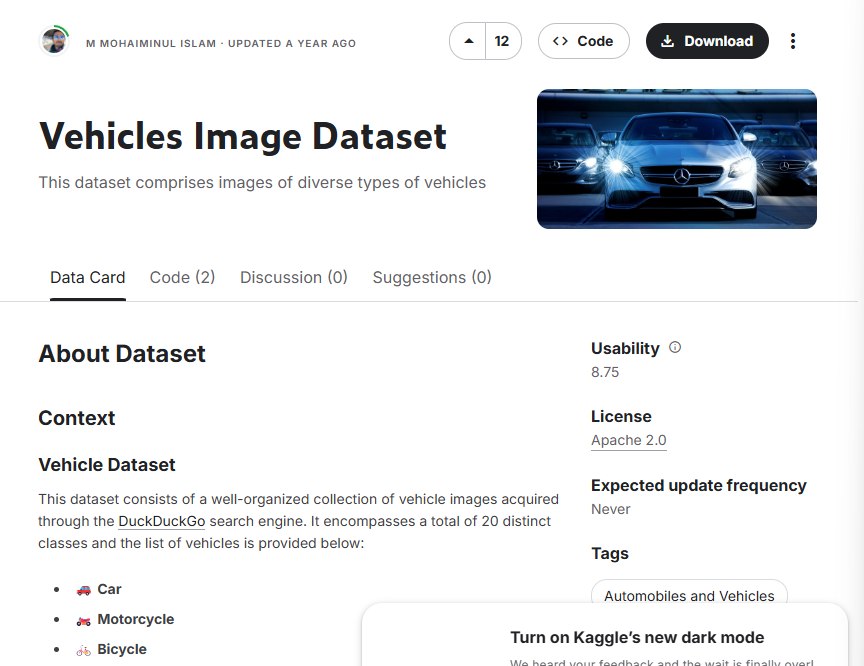 M MOHAIMINUL ISLAM · UPDATED A YEAR AGO
12
Code
Download
Vehicles Image Dataset
This dataset comprises images of diverse types of vehicles
Data Card
Code (2)
Discussion (0)
Suggestions (0)
About Dataset
Context
Vehicle Dataset
This dataset consists of a well-organized collection of vehicle images acquired
through the DuckDuckGo search engine. It encompasses a total of 20 distinct
classes and the list of vehicles is provided below:
• 🚗 Car
• 🏍️ Motorcycle
• 🚲 Bicycle
Usability
8.75
License
Apache 2.0
Expected update frequency
Never
Tags
Automobiles and Vehicles
Turn on Kaggle’s new dark mode
We heard your feedback and the wait is finally over!